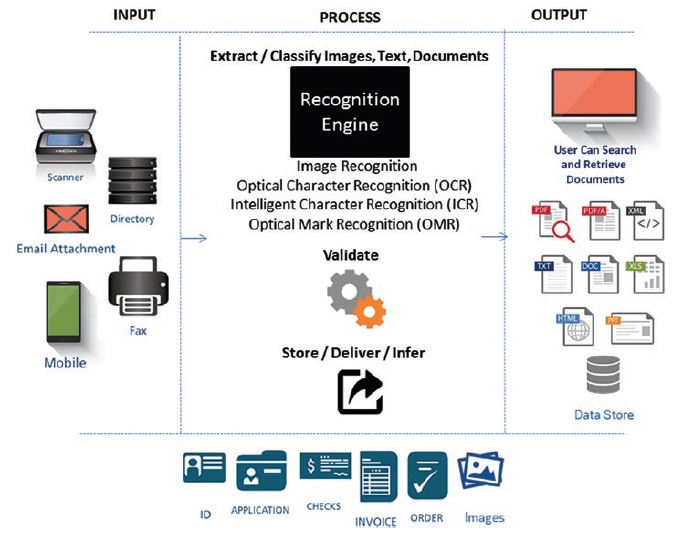 INPUT
PROCESS
OUTPUT
Scanner
Directory
Email Attachment
Fax
Mobile
Extract / Classify Images, Text, Documents
Recognition
Engine
Image Recognition
Optical Character Recognition (OCR)
Intelligent Character Recognition (ICR)
Optical Mark Recognition (OMR)
Validate
Store / Deliver / Infer
User Can Search
and Retrieve
Documents
PDF
PDF/A
XML
</>
TXT
DOC
XLS
HTML
Data Store
$
ID
APPLICATION
CHECKS
INVOICE
ORDER
Images